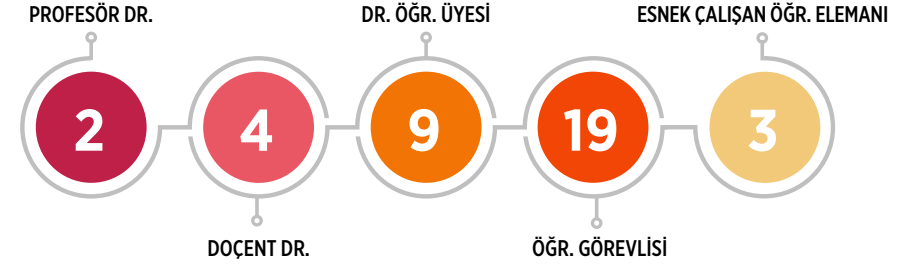 PROFESÖR DR.
DR. ÖĞR. ÜYESİ
ESNEK ÇALIŞAN ÖĞR. ELEMANI
2
4
9
19
3
DOÇENT DR.
ÖĞR. GÖREVLİSİ